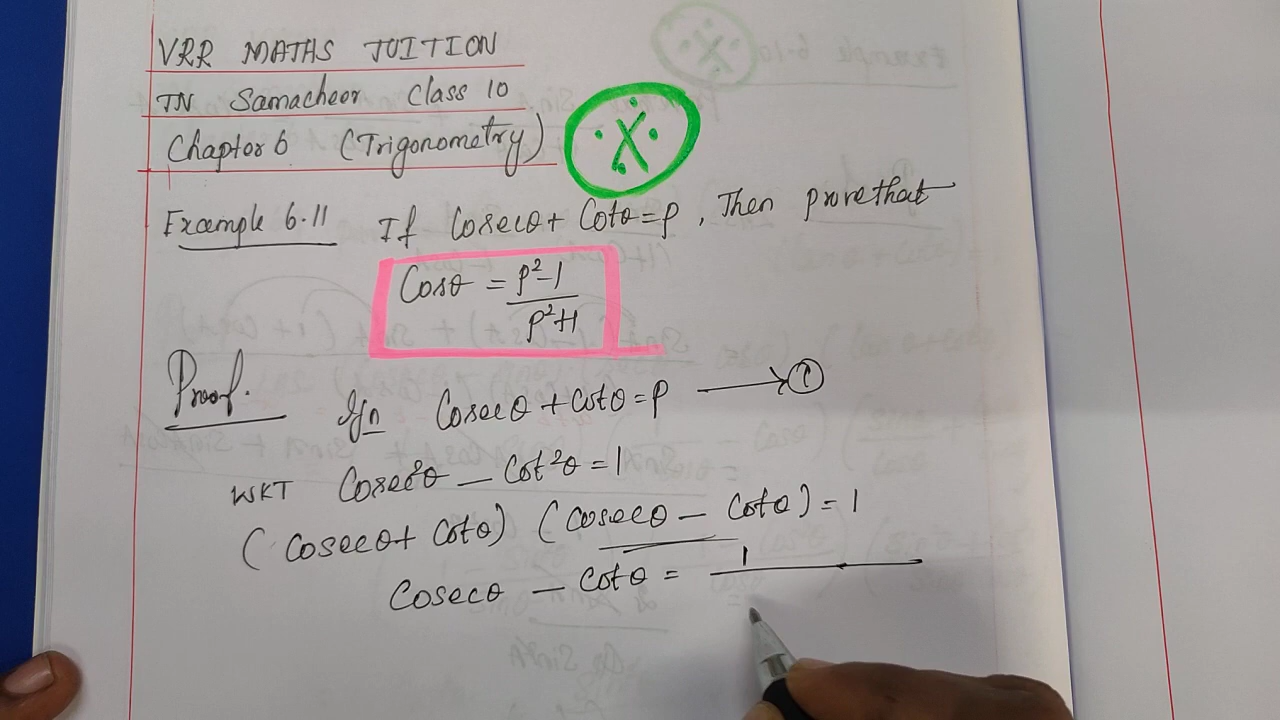 VRR MATHS TUITION
TN Samacheer Class 10
Chapter 6 (Trigonometry)
Example 6.11 If Cosecθ + Cotθ = P, Then prove that
Cosθ = P²-1 / P²+1
Proof. Gn Cosecθ + cotθ = P → ①
WKT Cosec²θ - Cot²θ = 1
(Cosecθ + Cotθ) (Cosecθ - Cotθ) = 1
Cosecθ - Cotθ = 1 /